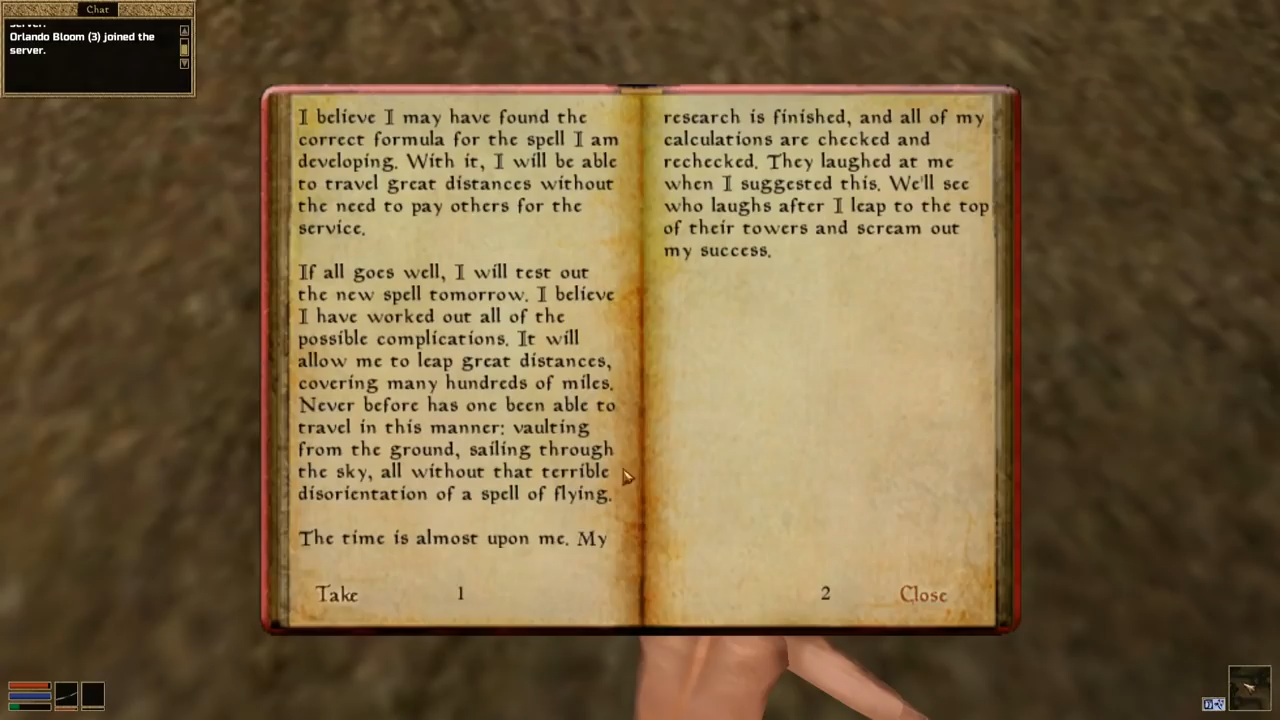 Chat
server.
Orlando Bloom (3) joined the
server.
I believe I may have found the
correct formula for the spell I am
developing. With it, I will be able
to travel great distances without
the need to pay others for the
service.
If all goes well, I will test out
the new spell tomorrow. I believe
I have worked out all of the
possible complications. It will
allow me to leap great distances,
covering many hundreds of miles.
Never before has one been able to
travel in this manner: vaulting
from the ground, sailing through
the sky, all without that terrible
disorientation of a spell of flying.
The time is almost upon me. My
Take
1
research is finished, and all of my
calculations are checked and
rechecked. They laughed at me
when I suggested this. We'll see
who laughs after I leap to the top
of their towers and scream out
my success.
2
Close